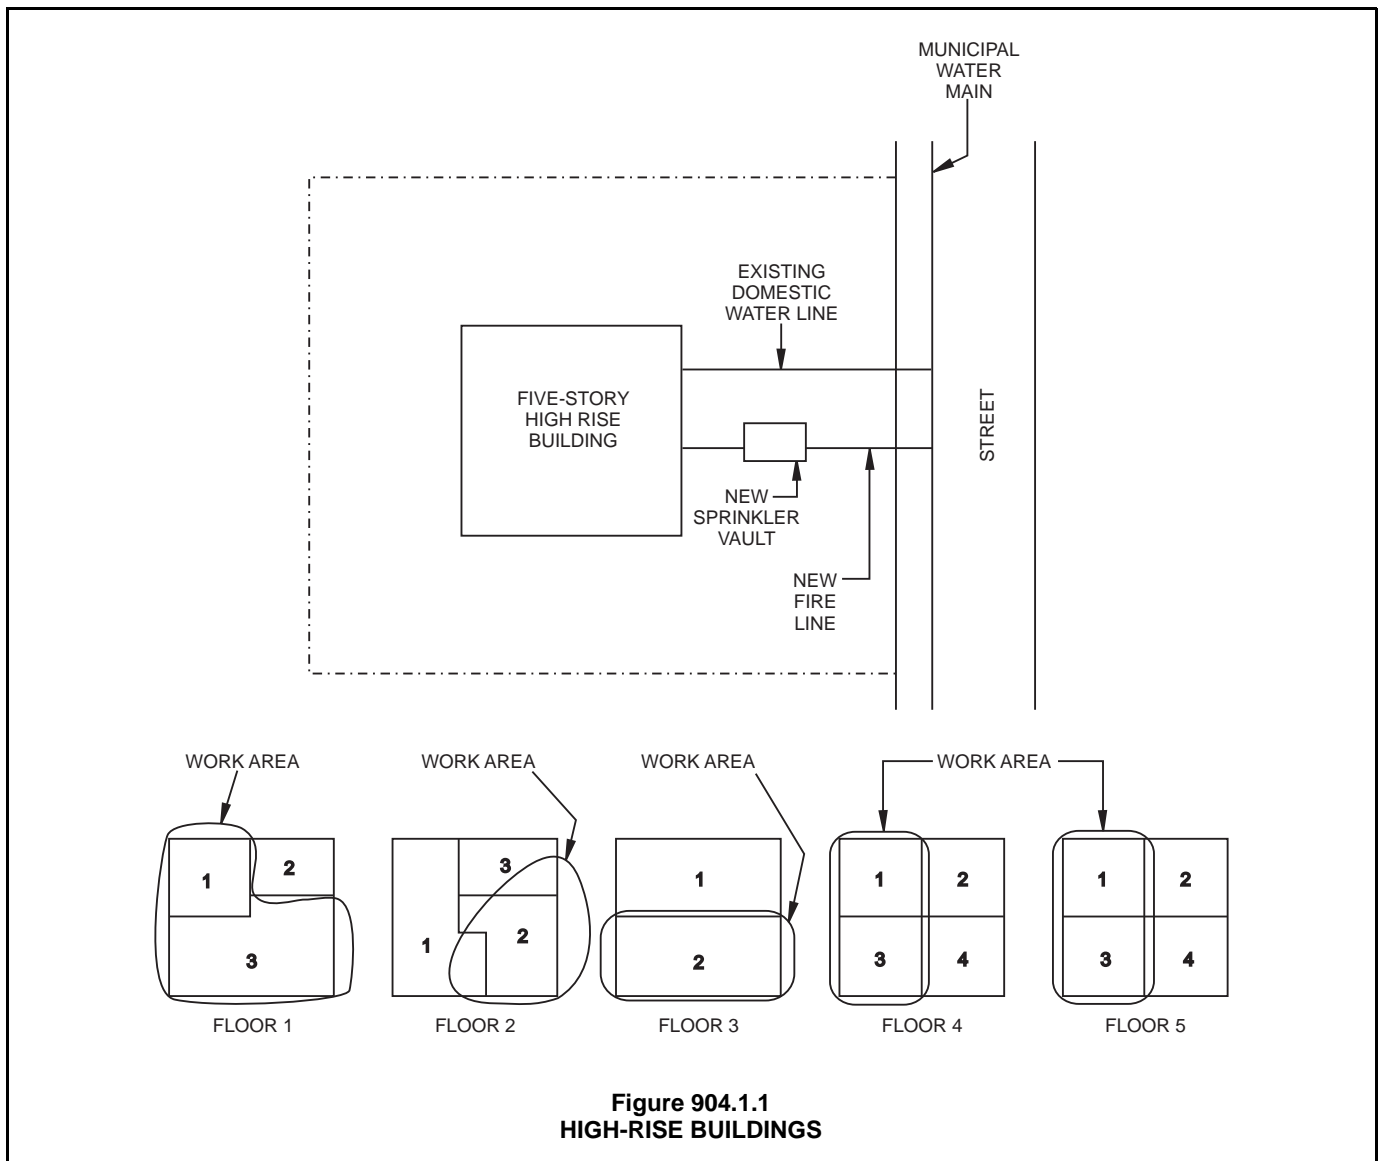 MUNICIPAL
WATER
MAIN
EXISTING
DOMESTIC
WATER LINE
FIVE-STORY
HIGH RISE
BUILDING
STREET
NEW
SPRINKLER
VAULT
NEW
FIRE
LINE
WORK AREA
WORK AREA
WORK AREA
WORK AREA
1
2
3
1
3
2
1
2
1
2
3
4
1
2
3
4
FLOOR 1
FLOOR 2
FLOOR 3
FLOOR 4
FLOOR 5
Figure 904.1.1
HIGH-RISE BUILDINGS